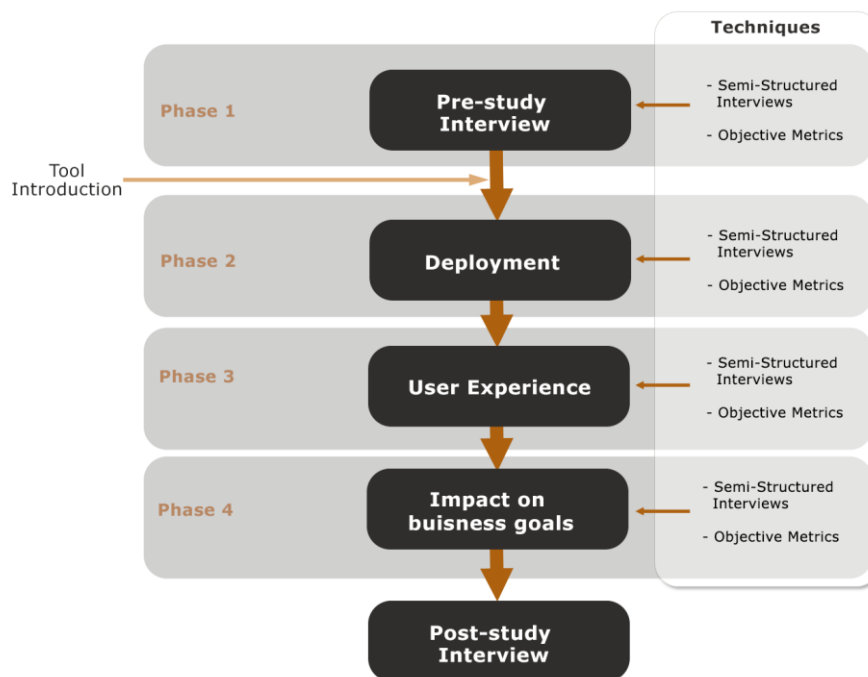 Techniques
Phase 1
Pre-study
Interview
- Semi-Structured
Interviews
- Objective Metrics
Tool
Introduction
Phase 2
Deployment
- Semi-Structured
Interviews
- Objective Metrics
Phase 3
User Experience
- Semi-Structured
Interviews
- Objective Metrics
Phase 4
Impact on
buisness goals
- Semi-Structured
Interviews
- Objective Metrics
Post-study
Interview